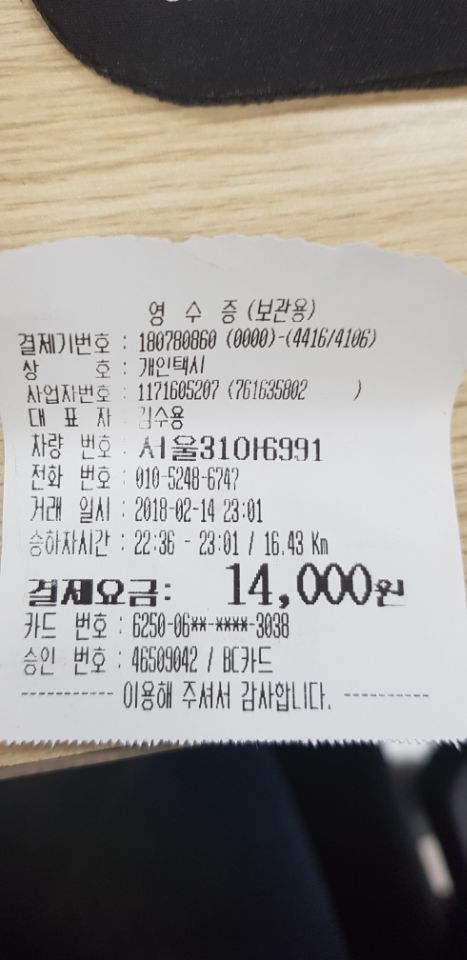 영 수 증 (보관용)
결제기번호 : 180780860 (0000)-(4416/4106)
상 호 : 개인택시
사업자번호 : 1171605207 (761635802 )
대 표 자 : 김수용
차량 번호 : 서울31아6991
전화 번호 : 010-5248-6747
거래 일시 : 2018-02-14 23:01
승하차시간 : 22:36 - 23:01 / 16.43 Km
결제요금: 14,000원
카드 번호 : 6250-06**-****-3038
승인 번호 : 46509042 / BC카드
----------- 이용해 주셔서 감사합니다. ----------